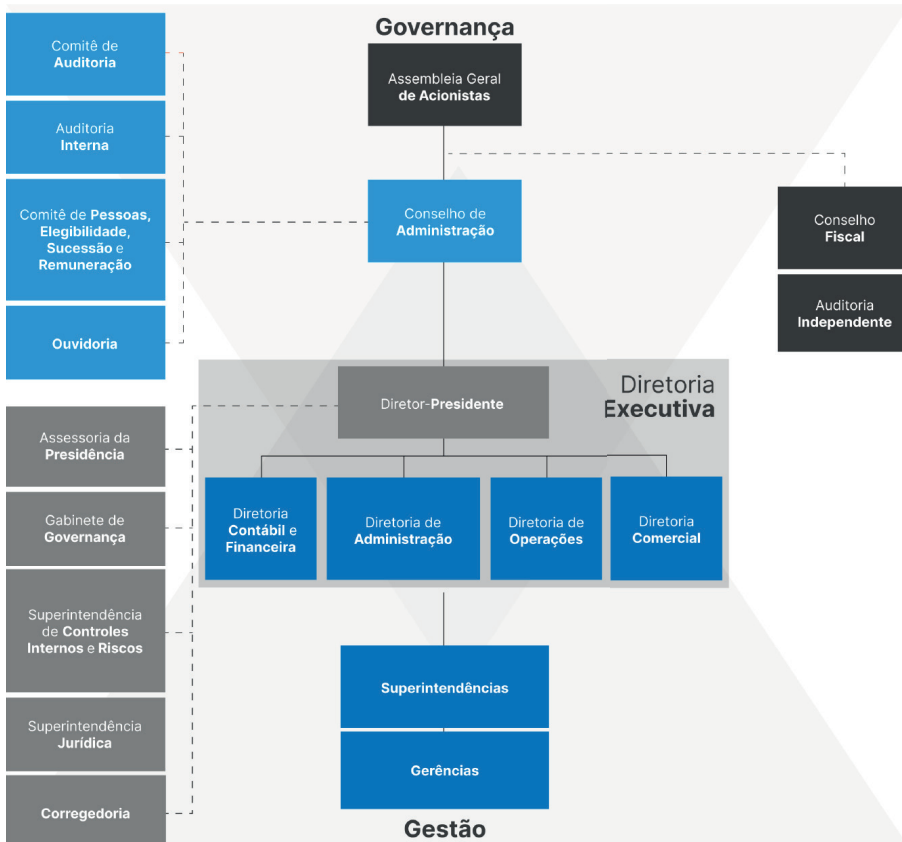 Governança
Comitê de
Auditoria
Assembleia Geral
de Acionistas
Auditoria
Interna
Comitê de Pessoas,
Elegibilidade,
Sucessão e
Remuneração
Conselho de
Administração
Conselho
Fiscal
Auditoria
Independente
Ouvidoria
Diretoria
Executiva
Diretor-Presidente
Assessoria da
Presidência
Gabinete de
Governança
Diretoria
Contábil e
Financeira
Diretoria de
Administração
Diretoria de
Operações
Diretoria
Comercial
Superintendência
de Controles
Internos e Riscos
Superintendências
Superintendência
Jurídica
Gerências
Corregedoria
Gestão